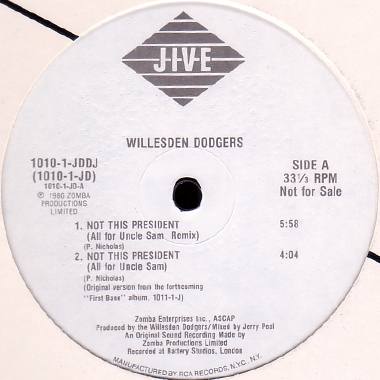 JIVE
WILLESDEN DODGERS
1010-1-JDDJ
(1010-1-JD)
1010-1-JD-A
℗ 1986 ZOMBA
PRODUCTIONS
LIMITED
SIDE A
33⅓ RPM
Not for Sale
1. NOT THIS PRESIDENT 5:58
(All for Uncle Sam, Remix)
(P. Nicholas)
2. NOT THIS PRESIDENT 4:04
(All for Uncle Sam)
(P. Nicholas)
(Original version from the forthcoming
"First Base" album, 1011-1-J)
Zomba Enterprises Inc., ASCAP
Produced by the Willesden Dodgers/Mixed by Jerry Peal
An Original Sound Recording Made by
Zomba Productions Limited
Recorded at Battery Studios, London
MANUFACTURED BY RCA RECORDS, N.Y.C., N.Y.